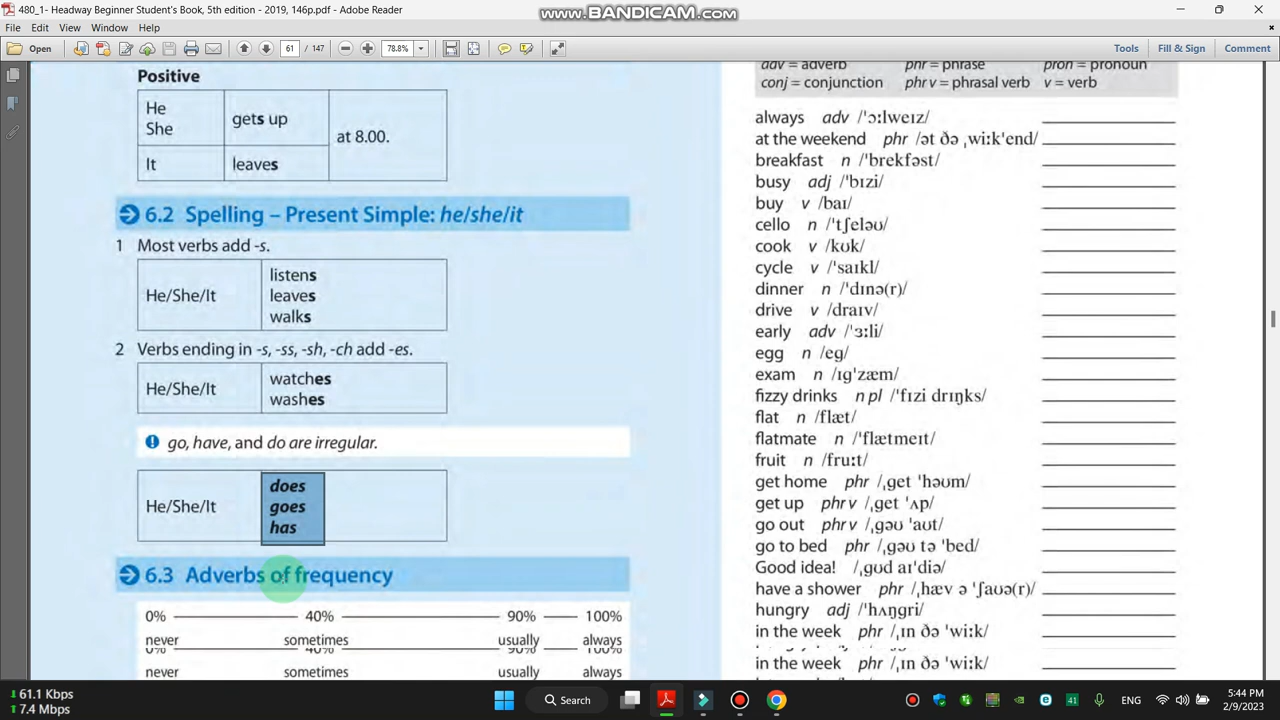 480_1- Headway Beginner Student's Book, 5th edition - 2019, 146p.pdf - Adobe Reader
www.BANDICAM.com
File Edit View Window Help
Open 61 / 147 78.8% Tools Fill & Sign Comment
Positive
He
She
gets up
at 8.00.
It
leaves
6.2 Spelling – Present Simple: he/she/it
1 Most verbs add -s.
He/She/It
listens
leaves
walks
2 Verbs ending in -s, -ss, -sh, -ch add -es.
He/She/It
watches
washes
go, have, and do are irregular.
He/She/It
does
goes
has
6.3 Adverbs of frequency
0% 40% 90% 100%
never sometimes usually always
0% 40% 90% 100%
never sometimes usually always
adv = adverb phr = phrase pron = pronoun
conj = conjunction phr v = phrasal verb v = verb
always adv /ˈɔːlweɪz/
at the weekend phr /ət ðə ˌwiːkˈend/
breakfast n /ˈbrekfəst/
busy adj /ˈbɪzi/
buy v /baɪ/
cello n /ˈtʃeləʊ/
cook v /kʊk/
cycle v /ˈsaɪkl/
dinner n /ˈdɪnə(r)/
drive v /draɪv/
early adv /ˈɜːli/
egg n /eg/
exam n /ɪgˈzæm/
fizzy drinks n pl /ˈfɪzi drɪŋks/
flat n /flæt/
flatmate n /ˈflætmeɪt/
fruit n /fruːt/
get home phr /ˌget ˈhəʊm/
get up phr v /ˌget ˈʌp/
go out phr v /ˌgəʊ ˈaʊt/
go to bed phr /ˌgəʊ tə ˈbed/
Good idea! /ˌgʊd aɪˈdiə/
have a shower phr /ˌhæv ə ˈʃaʊə(r)/
hungry adj /ˈhʌŋgri/
in the week phr /ˌɪn ðə ˈwiːk/
in the week phr /ˌɪn ðə ˈwiːk/
61.1 Kbps
7.4 Mbps
Search
41
ENG
5:44 PM
2/9/2023